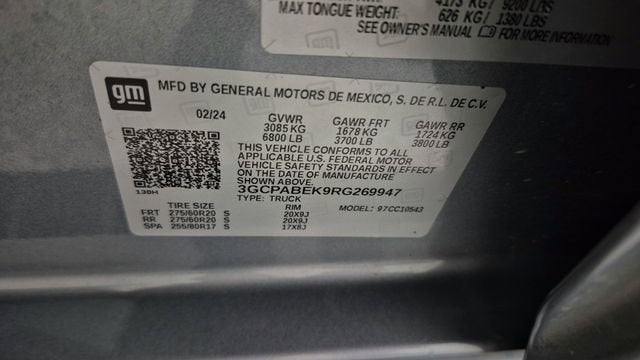 4173 KG/ 9200 LBS
MAX TONGUE WEIGHT: 626 KG / 1380 LBS
SEE OWNER'S MANUAL FOR MORE INFORMATION
gm
MFD BY GENERAL MOTORS DE MEXICO, S. DE R.L. DE C.V.
02/24 GVWR GAWR FRT GAWR RR
3085 KG 1678 KG 1724 KG
6800 LB 3700 LB 3800 LB
THIS VEHICLE CONFORMS TO ALL
APPLICABLE U.S. FEDERAL MOTOR
VEHICLE SAFETY STANDARDS IN EFFECT
ON THE DATE OF MANUFACTURE
3GCPABEK9RG269947
TYPE: TRUCK
MODEL: 97CC10543
TIRE SIZE RIM
FRT 275/60R20 S 20X9J
RR 275/60R20 S 20X9J
SPA 255/80R17 S 17X8J